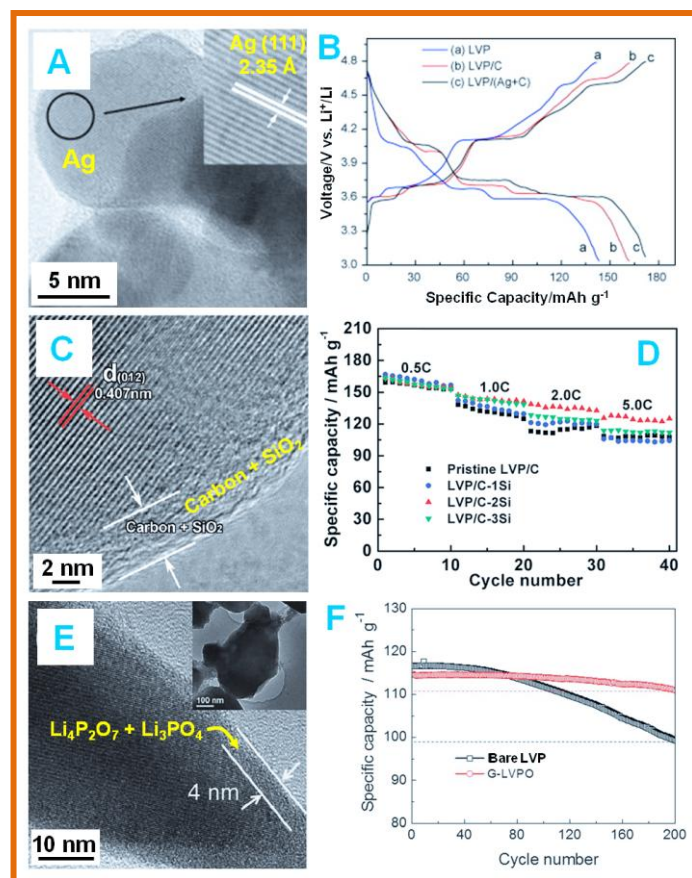 A
Ag (111)
2.35 Å
Ag
5 nm
B
(a) LVP
(b) LVP/C
(c) LVP/(Ag+C)
a b c
Voltage/V vs. Li⁺/Li
4.8
4.4
4.0
3.6
3.3
3.0
a b c
0 30 60 90 120 150 180
Specific Capacity/mAh g⁻¹
C
d(012)
0.407nm
Carbon + SiO₂
Carbon + SiO₂
2 nm
D
Specific capacity / mAh g⁻¹
210
180
150
120
90
60
30
0
0.5C
1.0C
2.0C
5.0C
Pristine LVP/C
LVP/C-1Si
LVP/C-2Si
LVP/C-3Si
0 10 20 30 40
Cycle number
E
100 nm
Li₄P₂O₇ + Li₃PO₄
4 nm
10 nm
F
Specific capacity / mAh g⁻¹
130
120
110
100
90
80
Bare LVP
G-LVPO
0 40 80 120 160 200
Cycle number